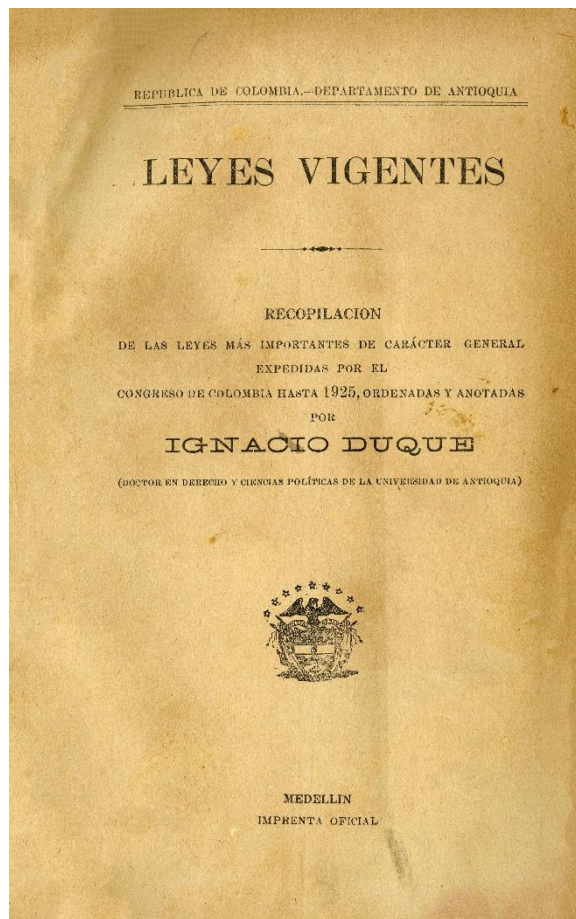 REPUBLICA DE COLOMBIA.—DEPARTAMENTO DE ANTIOQUIA
LEYES VIGENTES
RECOPILACION
DE LAS LEYES MÁS IMPORTANTES DE CARÁCTER GENERAL
EXPEDIDAS POR EL
CONGRESO DE COLOMBIA HASTA 1925, ORDENADAS Y ANOTADAS
POR
IGNACIO DUQUE
(DOCTOR EN DERECHO Y CIENCIAS POLÍTICAS DE LA UNIVERSIDAD DE ANTIOQUIA)
MEDELLIN
IMPRENTA OFICIAL